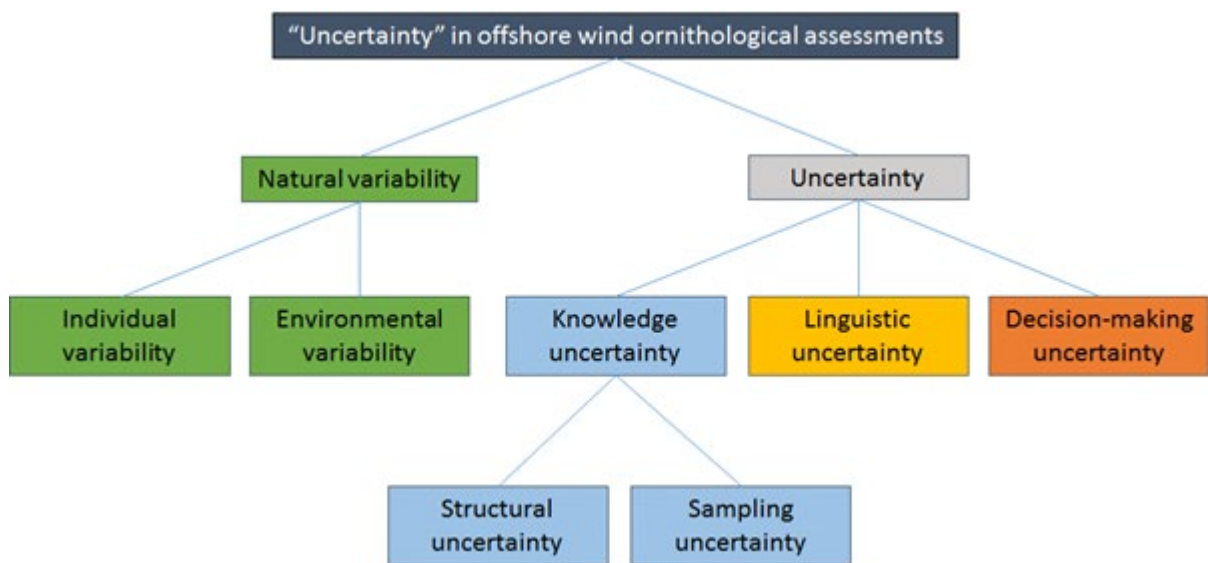 “Uncertainty” in offshore wind ornithological assessments
Natural variability
Uncertainty
Individual
variability
Environmental
variability
Knowledge
uncertainty
Linguistic
uncertainty
Decision-making
uncertainty
Structural
uncertainty
Sampling
uncertainty